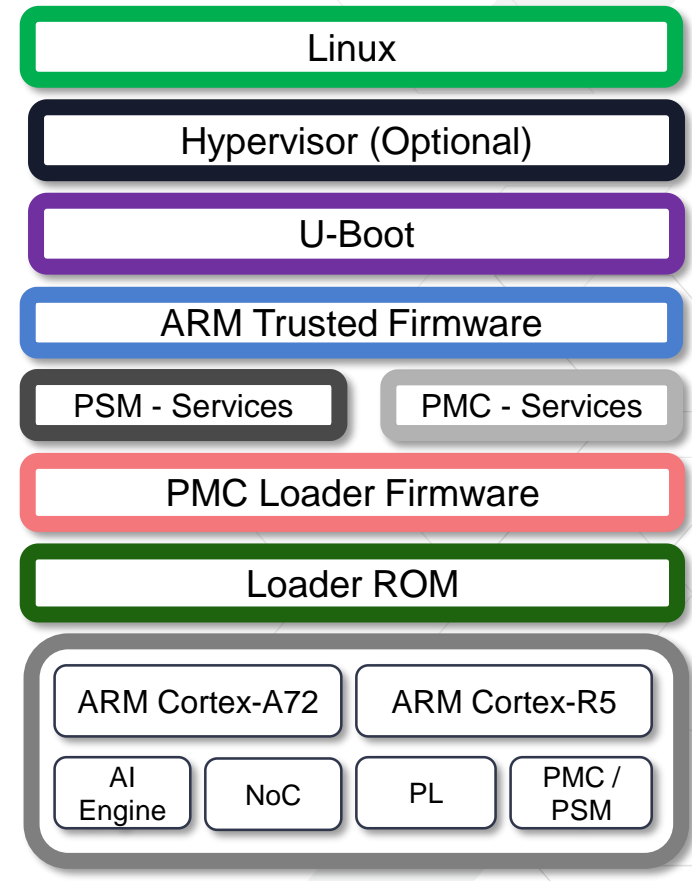 Linux
Hypervisor (Optional)
U-Boot
ARM Trusted Firmware
PSM - Services
PMC - Services
PMC Loader Firmware
Loader ROM
ARM Cortex-A72
ARM Cortex-R5
AI
Engine
NoC
PL
PMC /
PSM